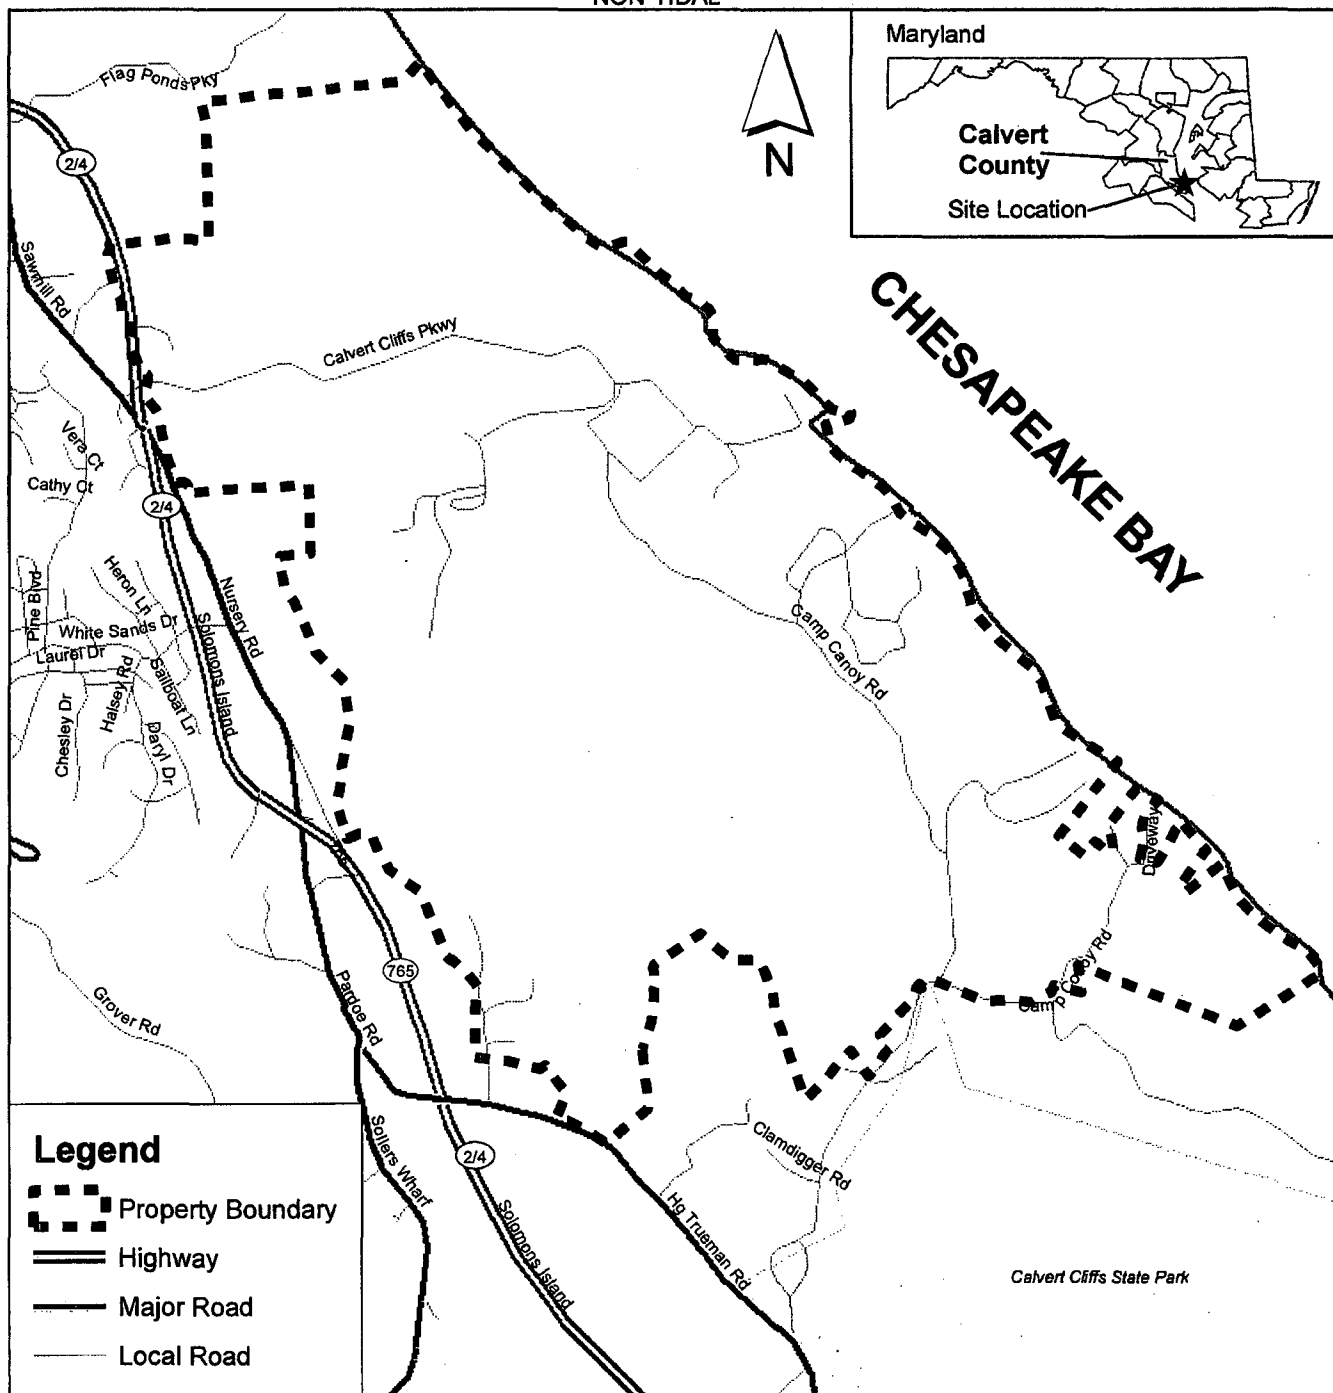 NON-TIDAL
Maryland
Calvert
County
Site Location
N
Flag Ponds Pky
2/4
Sawmill Rd
Calvert Cliffs Pkwy
CHESAPEAKE BAY
Vera Ct
Cathy Ct
2/4
Heron Ln
Pine Blvd
White Sands Dr
Laurel Dr
Nursery Rd
Solomons Island
Sailboat Ln
Halsey Rd
Chesley Dr
Daryl Dr
Camp Canoy Rd
Driveway
765
Pardoe Rd
Grover Rd
Camp Conoy Rd
Clamdigger Rd
2/4
Sollers Wharf
Solomons Island
Hg Trueman Rd
Calvert Cliffs State Park
Legend
Property Boundary
Highway
Major Road
Local Road